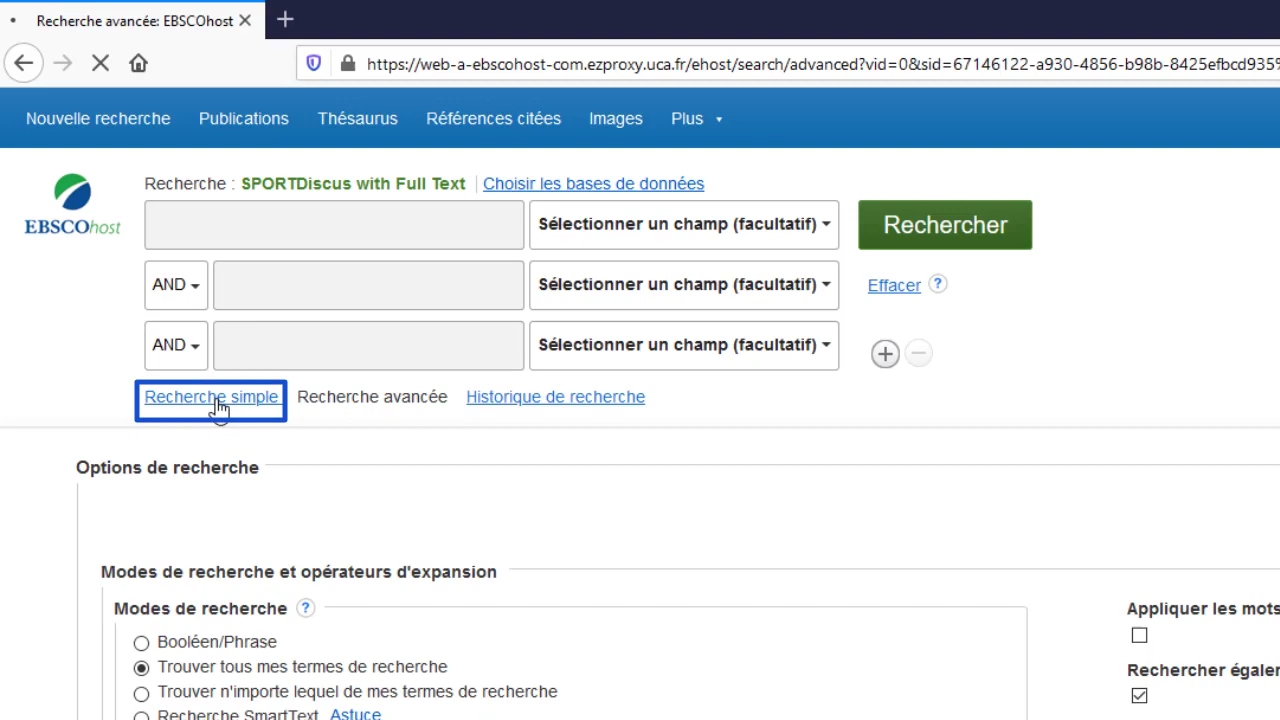 Recherche avancée: EBSCOhost
https://web-a-ebscohost-com.ezproxy.uca.fr/ehost/search/advanced?vid=0&sid=67146122-a930-4856-b98b-8425efbcd935%
Nouvelle recherche Publications Thésaurus Références citées Images Plus
Recherche : SPORTDiscus with Full Text Choisir les bases de données
EBSCOhost
Sélectionner un champ (facultatif) Rechercher
AND Sélectionner un champ (facultatif) Effacer ?
AND Sélectionner un champ (facultatif)
Recherche simple Recherche avancée Historique de recherche
Options de recherche
Modes de recherche et opérateurs d'expansion
Modes de recherche ? Appliquer les mots
Booléen/Phrase
Trouver tous mes termes de recherche
Rechercher égalem
Trouver n'importe lequel de mes termes de recherche
Recherche SmartText Astuce